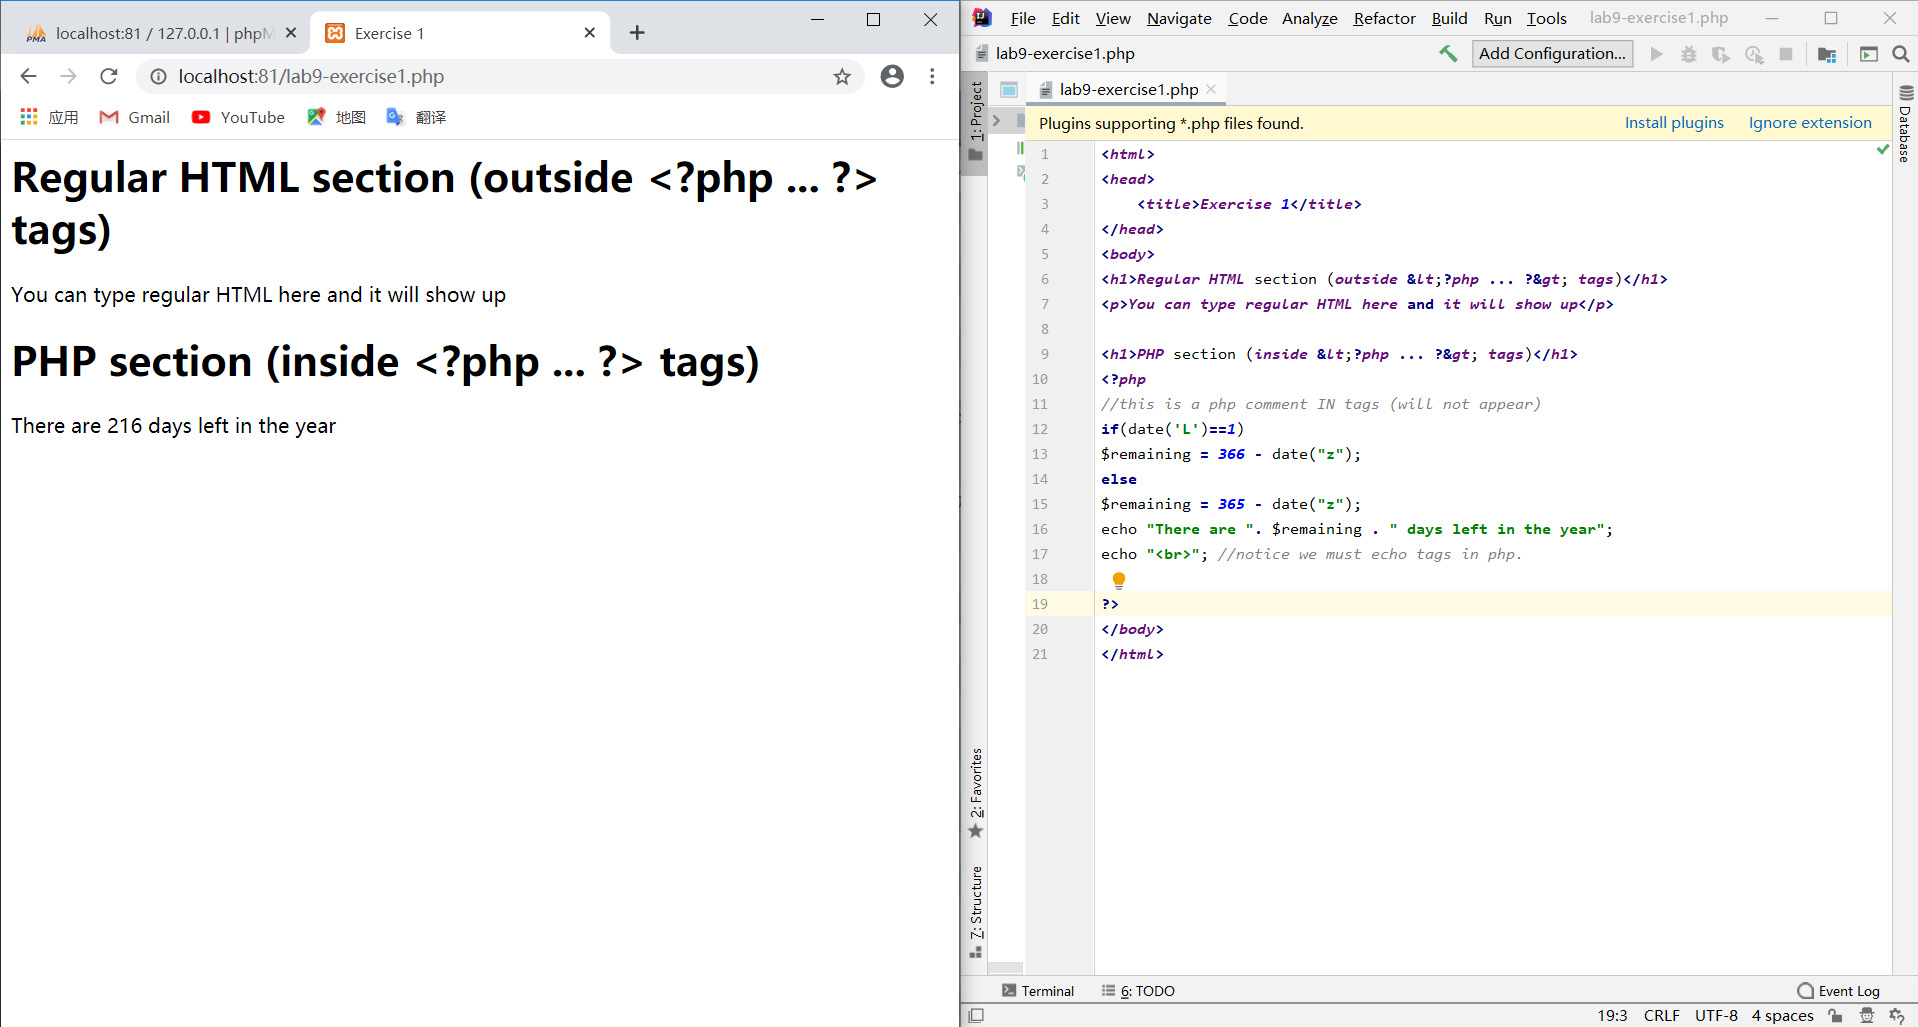 localhost:81 / 127.0.0.1 | phpM
Exercise 1
localhost:81/lab9-exercise1.php
应用
Gmail
YouTube
地图
翻译
Regular HTML section (outside <?php ... ?>
tags)
You can type regular HTML here and it will show up
PHP section (inside <?php ... ?> tags)
There are 216 days left in the year
File Edit View Navigate Code Analyze Refactor Build Run Tools lab9-exercise1.php
lab9-exercise1.php
Add Configuration...
1: Project
lab9-exercise1.php
Database
Plugins supporting *.php files found.
Install plugins
Ignore extension
1 <html>
2 <head>
3     <title>Exercise 1</title>
4 </head>
5 <body>
6 <h1>Regular HTML section (outside &lt;?php ... ?&gt; tags)</h1>
7 <p>You can type regular HTML here and it will show up</p>
8
9 <h1>PHP section (inside &lt;?php ... ?&gt; tags)</h1>
10 <?php
11 //this is a php comment IN tags (will not appear)
12 if(date('L')==1)
13 $remaining = 366 - date("z");
14 else
15 $remaining = 365 - date("z");
16 echo "There are ". $remaining . " days left in the year";
17 echo "<br>"; //notice we must echo tags in php.
18
19 ?>
20 </body>
21 </html>
2: Favorites
7: Structure
Terminal
6: TODO
Event Log
19:3 CRLF UTF-8 4 spaces